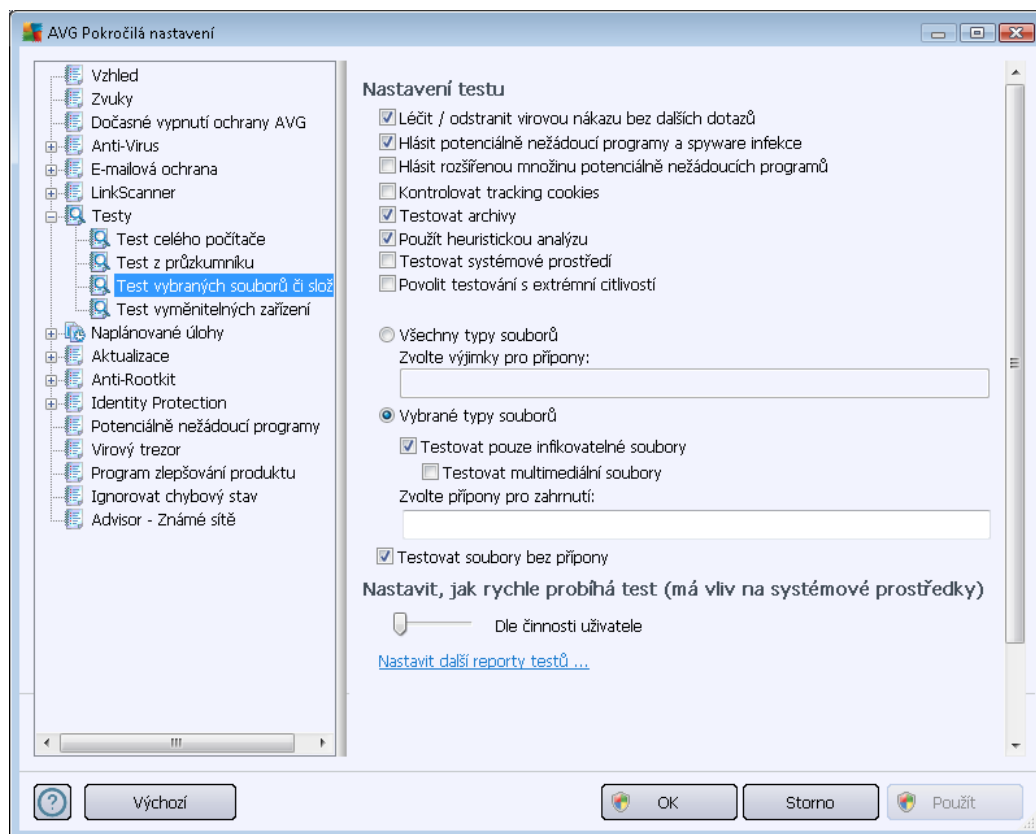 AVG Pokročilá nastavení
Vzhled
Zvuky
Dočasné vypnutí ochrany AVG
Anti-Virus
E-mailová ochrana
LinkScanner
Testy
Test celého počítače
Test z průzkumníku
Test vybraných souborů či slož
Test vyměnitelných zařízení
Naplánované úlohy
Aktualizace
Anti-Rootkit
Identity Protection
Potenciálně nežádoucí programy
Virový trezor
Program zlepšování produktu
Ignorovat chybový stav
Advisor - Známé sítě
Nastavení testu
Léčit / odstranit virovou nákazu bez dalších dotazů
Hlásit potenciálně nežádoucí programy a spyware infekce
Hlásit rozšířenou množinu potenciálně nežádoucích programů
Kontrolovat tracking cookies
Testovat archivy
Použít heuristickou analýzu
Testovat systémové prostředí
Povolit testování s extrémní citlivostí
Všechny typy souborů
Zvolte výjimky pro přípony:
Vybrané typy souborů
Testovat pouze infikovatelné soubory
Testovat multimediální soubory
Zvolte přípony pro zahrnutí:
Testovat soubory bez přípony
Nastavit, jak rychle probíhá test (má vliv na systémové prostředky)
Dle činnosti uživatele
Nastavit další reporty testů ...
Výchozí
OK
Storno
Použít